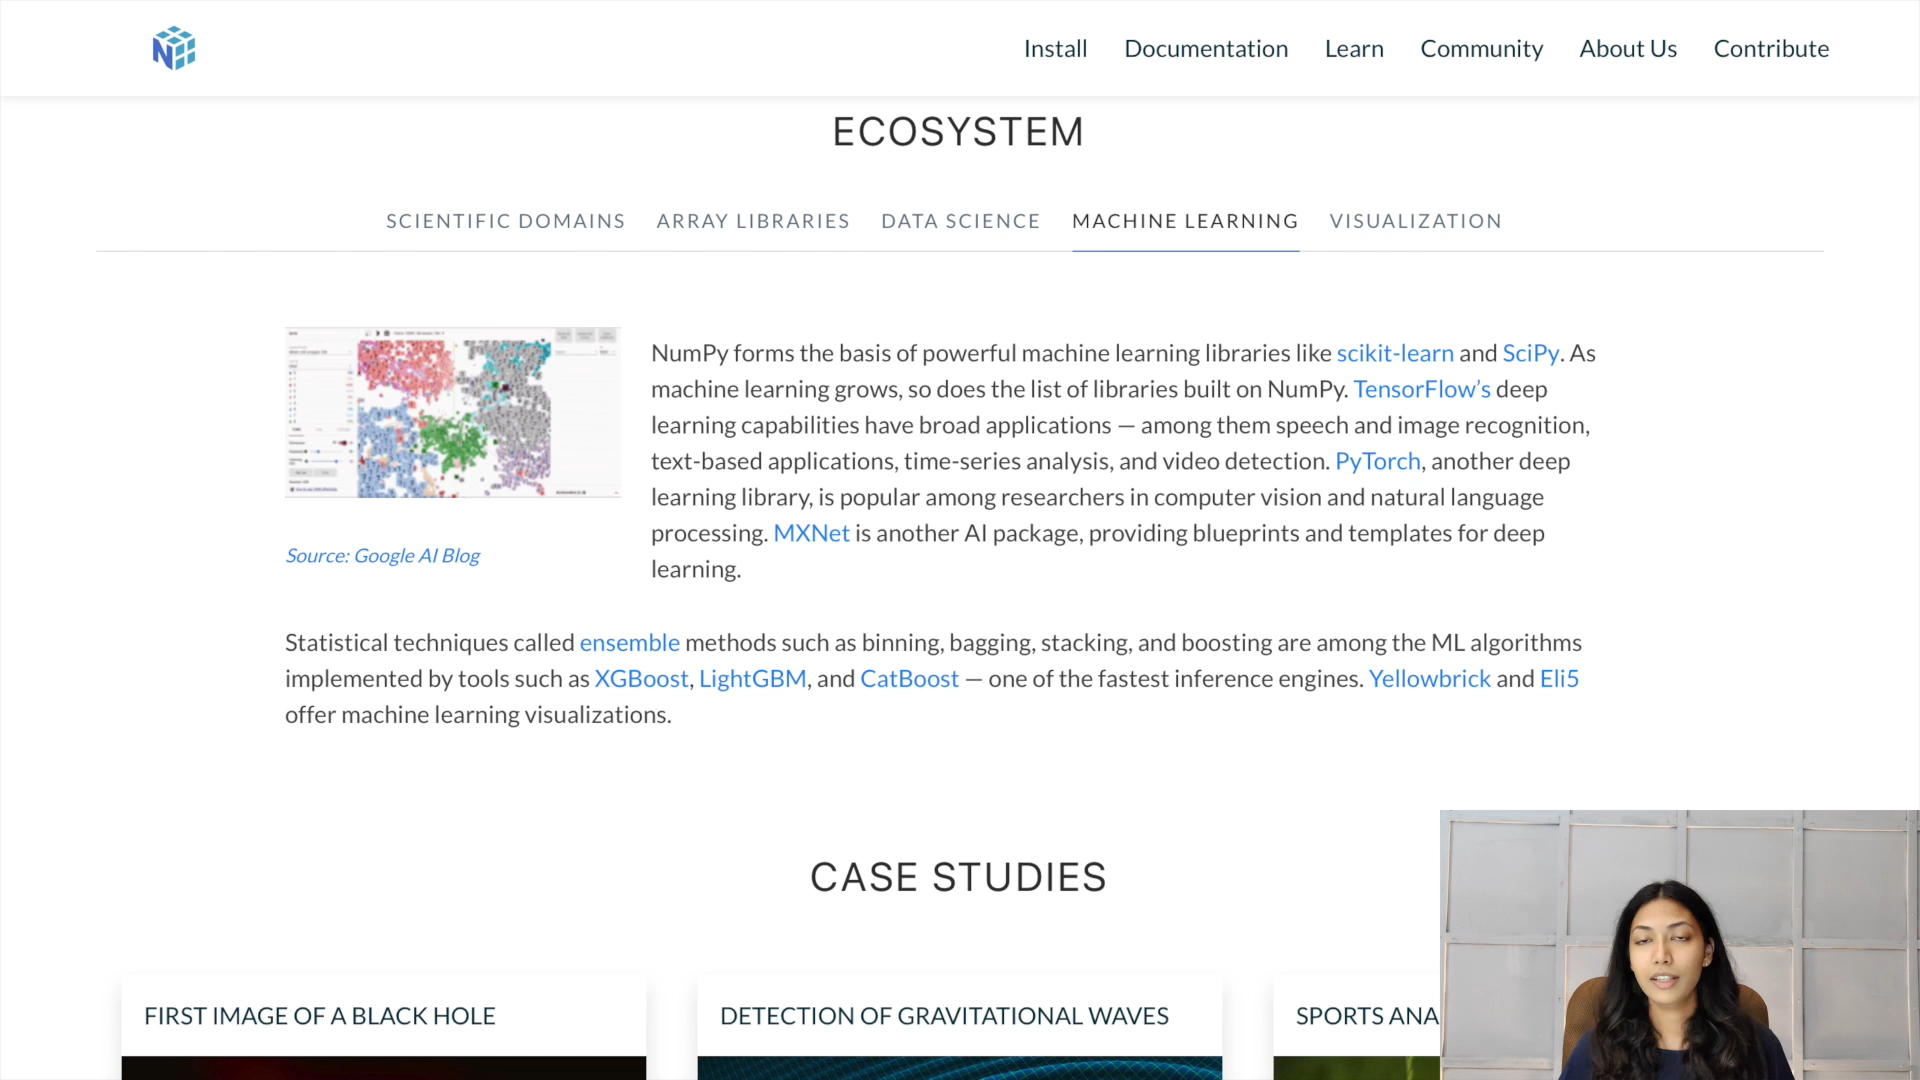 Install Documentation Learn Community About Us Contribute
ECOSYSTEM
SCIENTIFIC DOMAINS ARRAY LIBRARIES DATA SCIENCE MACHINE LEARNING VISUALIZATION
NumPy forms the basis of powerful machine learning libraries like scikit-learn and SciPy. As
machine learning grows, so does the list of libraries built on NumPy. TensorFlow’s deep
learning capabilities have broad applications — among them speech and image recognition,
text-based applications, time-series analysis, and video detection. PyTorch, another deep
learning library, is popular among researchers in computer vision and natural language
processing. MXNet is another AI package, providing blueprints and templates for deep
learning.
Source: Google AI Blog
Statistical techniques called ensemble methods such as binning, bagging, stacking, and boosting are among the ML algorithms
implemented by tools such as XGBoost, LightGBM, and CatBoost — one of the fastest inference engines. Yellowbrick and Eli5
offer machine learning visualizations.
CASE STUDIES
FIRST IMAGE OF A BLACK HOLE
DETECTION OF GRAVITATIONAL WAVES
SPORTS ANA